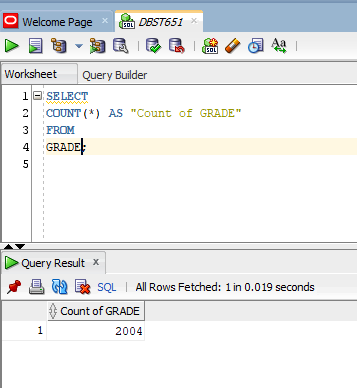 Welcome Page
DBST651
Aa
Worksheet
Query Builder
1 SELECT
2 COUNT(*) AS "Count of GRADE"
3 FROM
4 GRADE;
5
Query Result x
SQL | All Rows Fetched: 1 in 0.019 seconds
Count of GRADE
1 2004